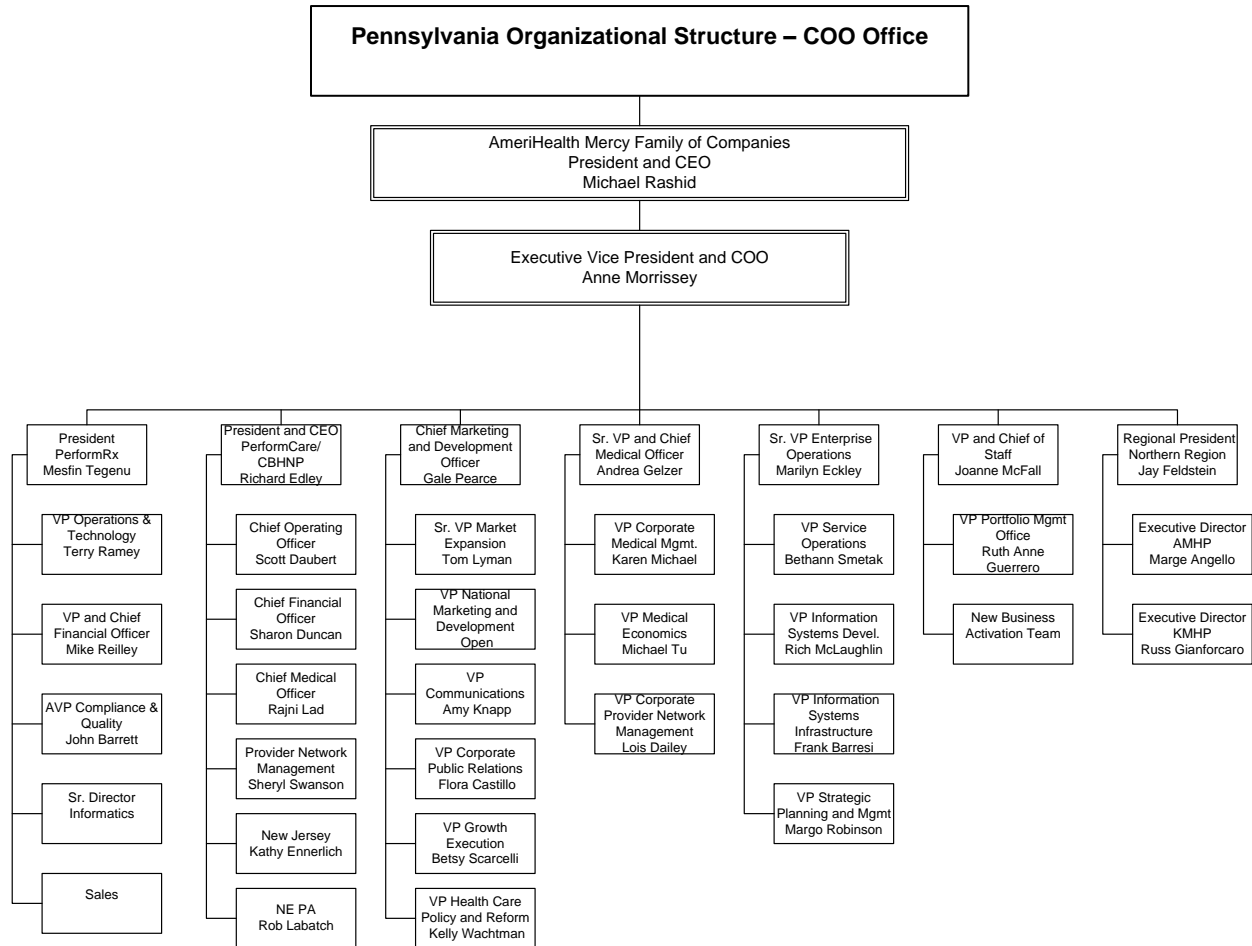 Pennsylvania Organizational Structure – COO Office
AmeriHealth Mercy Family of Companies
President and CEO
Michael Rashid
Executive Vice President and COO
Anne Morrissey
President
PerformRx
Mesfin Tegenu
VP Operations &
Technology
Terry Ramey
VP and Chief
Financial Officer
Mike Reilley
AVP Compliance &
Quality
John Barrett
Sr. Director
Informatics
Sales
President and CEO
PerformCare/
CBHNP
Richard Edley
Chief Operating
Officer
Scott Daubert
Chief Financial
Officer
Sharon Duncan
Chief Medical
Officer
Rajni Lad
Provider Network
Management
Sheryl Swanson
New Jersey
Kathy Ennerlich
NE PA
Rob Labatch
Chief Marketing
and Development
Officer
Gale Pearce
Sr. VP Market
Expansion
Tom Lyman
VP National
Marketing and
Development
Open
VP
Communications
Amy Knapp
VP Corporate
Public Relations
Flora Castillo
VP Growth
Execution
Betsy Scarcelli
VP Health Care
Policy and Reform
Kelly Wachtman
Sr. VP and Chief
Medical Officer
Andrea Gelzer
VP Corporate
Medical Mgmt.
Karen Michael
VP Medical
Economics
Michael Tu
VP Corporate
Provider Network
Management
Lois Dailey
Sr. VP Enterprise
Operations
Marilyn Eckley
VP Service
Operations
Bethann Smetak
VP Information
Systems Devel.
Rich McLaughlin
VP Information
Systems
Infrastructure
Frank Barresi
VP Strategic
Planning and Mgmt
Margo Robinson
VP and Chief of
Staff
Joanne McFall
VP Portfolio Mgmt
Office
Ruth Anne
Guerrero
New Business
Activation Team
Regional President
Northern Region
Jay Feldstein
Executive Director
AMHP
Marge Angello
Executive Director
KMHP
Russ Gianforcaro